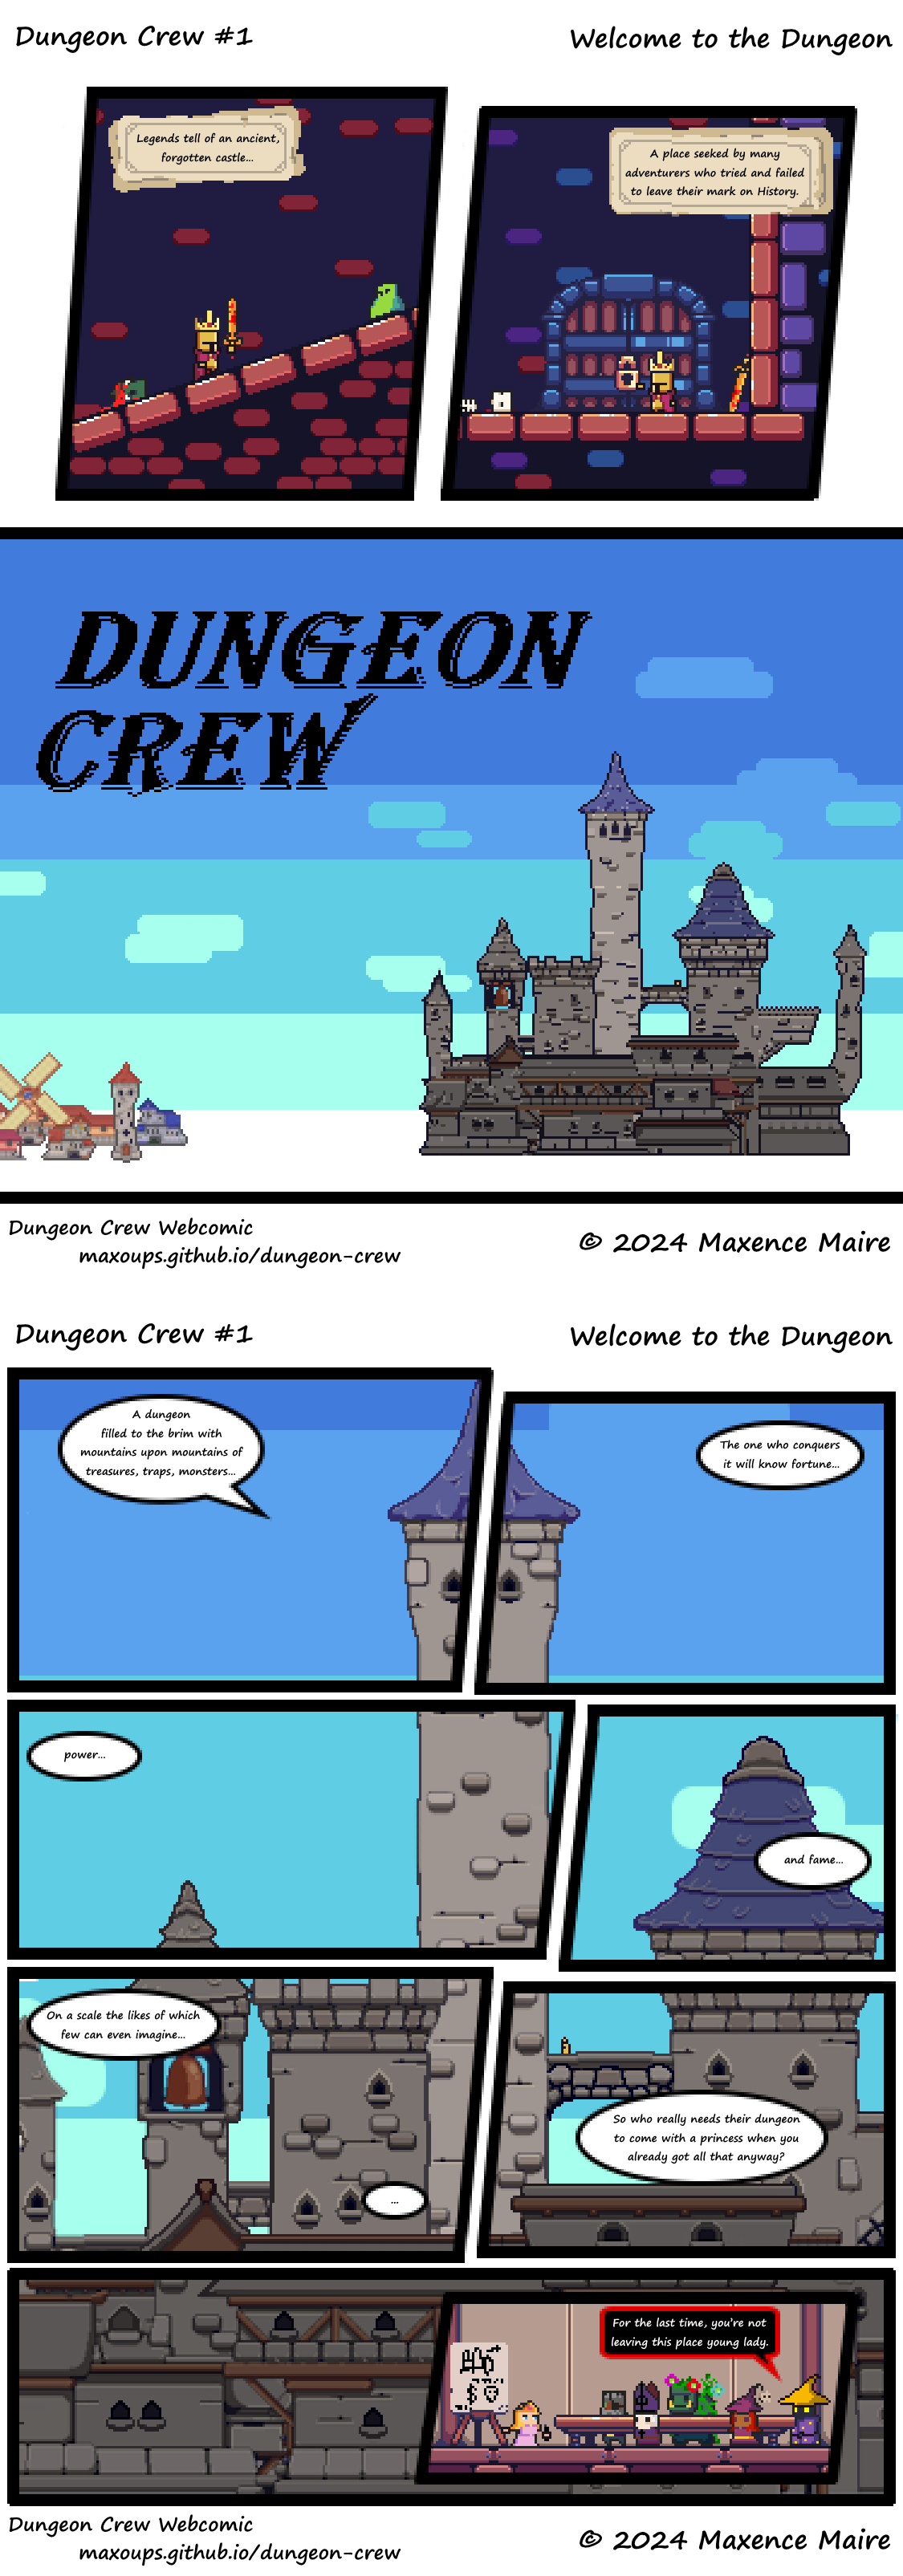 Dungeon Crew #1
Welcome to the Dungeon
Legends tell of an ancient,
forgotten castle...
A place seeked by many
adventurers who tried and failed
to leave their mark on History.
DUNGEON
CREW
Dungeon Crew Webcomic
maxoups.github.io/dungeon-crew
© 2024 Maxence Maire
Dungeon Crew #1
Welcome to the Dungeon
A dungeon
filled to the brim with
mountains upon mountains of
treasures, traps, monsters...
The one who conquers
it will know fortune...
power...
and fame...
On a scale the likes of which
few can even imagine...
...
So who really needs their dungeon
to come with a princess when you
already got all that anyway?
For the last time, you're not
leaving this place young lady.
Dungeon Crew Webcomic
maxoups.github.io/dungeon-crew
© 2024 Maxence Maire